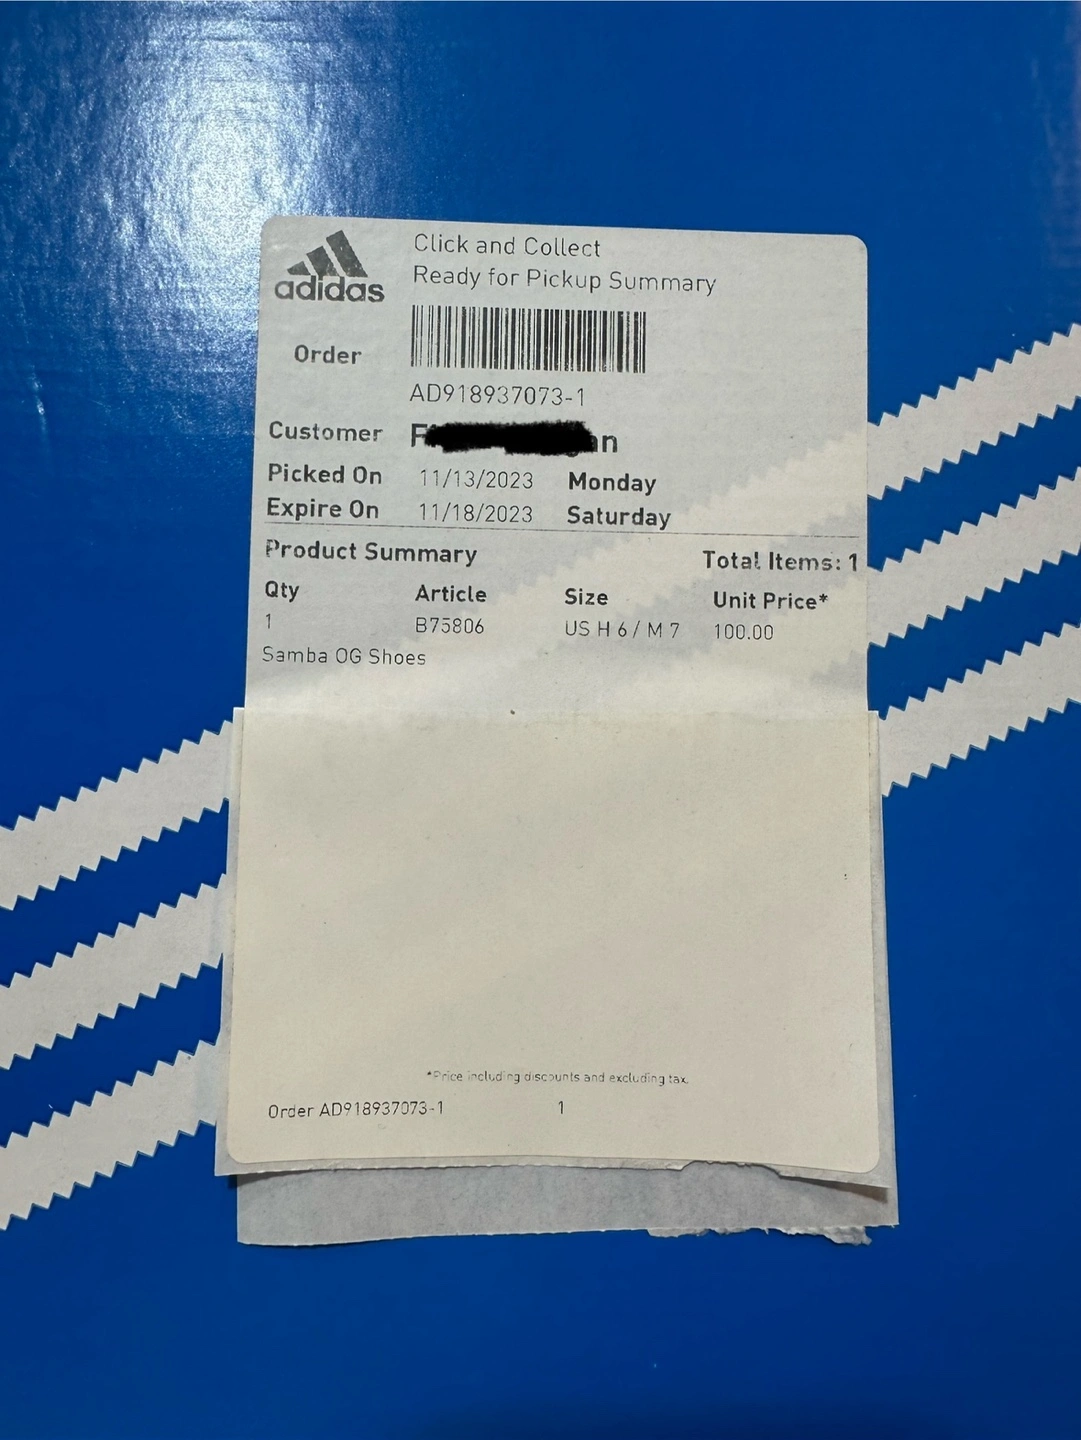 adidas
Click and Collect
Ready for Pickup Summary
Order
AD918937073-1
Customer
Picked On 11/13/2023 Monday
Expire On 11/18/2023 Saturday
Product Summary Total Items: 1
Qty Article Size Unit Price*
1 B75806 US H 6 / M 7 100.00
Samba OG Shoes
*Price including discounts and excluding tax.
Order AD918937073-1 1